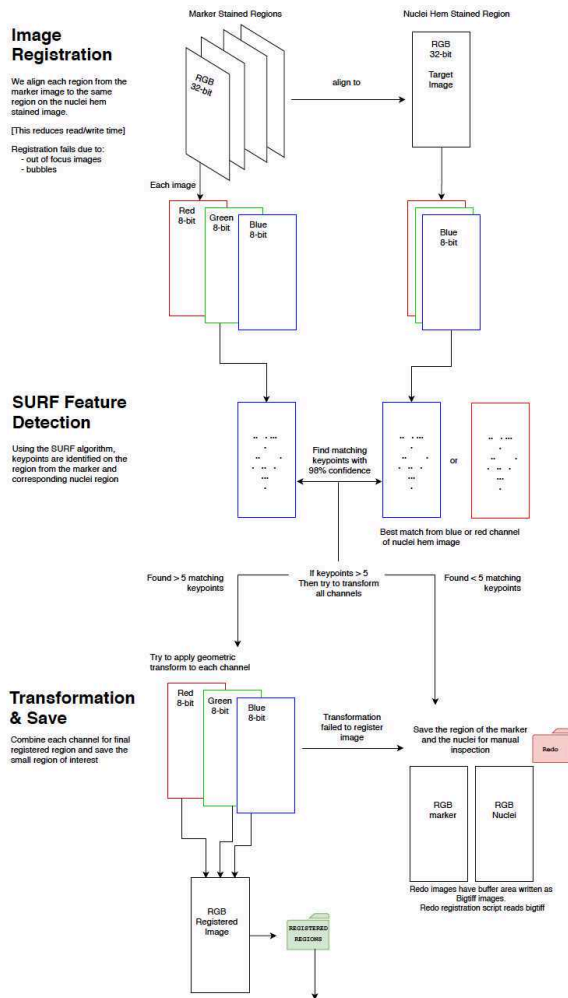 Marker Stained Regions
Nuclei Hem Stained Region
Image
Registration
We align each region from the
marker image to the same
region on the nuclei hem
stained image.
[This reduces read/write time]
Registration fails due to:
- out of focus images
- bubbles
RGB
32-bit
align to
RGB
32-bit
Target
Image
Each image
Red
8-bit
Green
8-bit
Blue
8-bit
Blue
8-bit
SURF Feature
Detection
Using the SURF algorithm,
keypoints are identified on the
region from the marker and
corresponding nuclei region
Find matching
keypoints with
98% confidence
or
Best match from blue or red channel
of nuclei hem image
Found > 5 matching
keypoints
If keypoints > 5
Then try to transform
all channels
Found < 5 matching
keypoints
Try to apply geometric
transform to each channel
Transformation
& Save
Combine each channel for final
registered region and save the
small region of interest
Red
8-bit
Green
8-bit
Blue
8-bit
Transformation
failed to register
image
Save the region of the marker
and the nuclei for manual
inspection
Redo
RGB
marker
RGB
Nuclei
Redo images have buffer area written as
Bigtiff images.
Redo registration script reads bigtiff
RGB
Registered
Image
REGISTERED
REGIONS